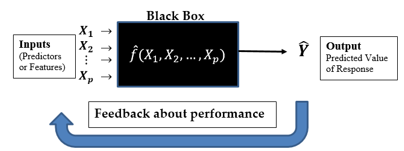 Black Box
Inputs
(Predictors
or Features)
X₁ →
X₂ →
⋮ →
Xₚ →
f̂(X₁, X₂, …, Xₚ)
Ŷ
Output
Predicted Value
of Response
Feedback about performance